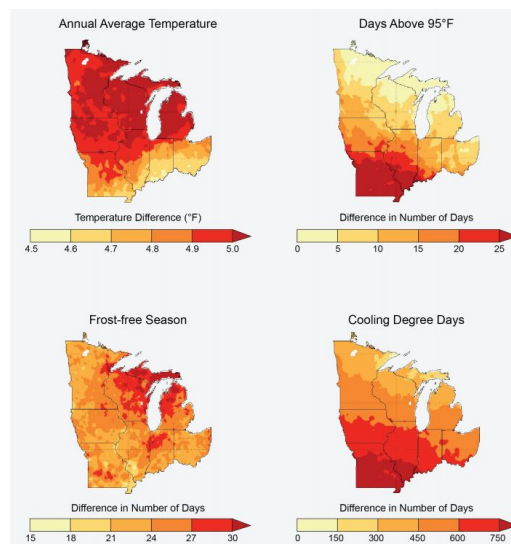 Annual Average Temperature
Temperature Difference (°F)
4.5 4.6 4.7 4.8 4.9 5.0
Days Above 95°F
Difference in Number of Days
0 5 10 15 20 25
Frost-free Season
Difference in Number of Days
15 18 21 24 27 30
Cooling Degree Days
Difference in Number of Days
0 150 300 450 600 750